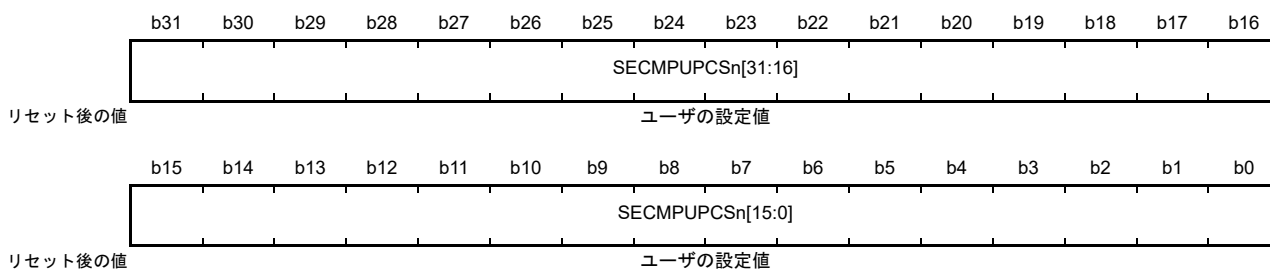 b31 b30 b29 b28 b27 b26 b25 b24 b23 b22 b21 b20 b19 b18 b17 b16
SECMPUPCSn[31:16]
リセット後の値 ユーザの設定値
b15 b14 b13 b12 b11 b10 b9 b8 b7 b6 b5 b4 b3 b2 b1 b0
SECMPUPCSn[15:0]
リセット後の値 ユーザの設定値